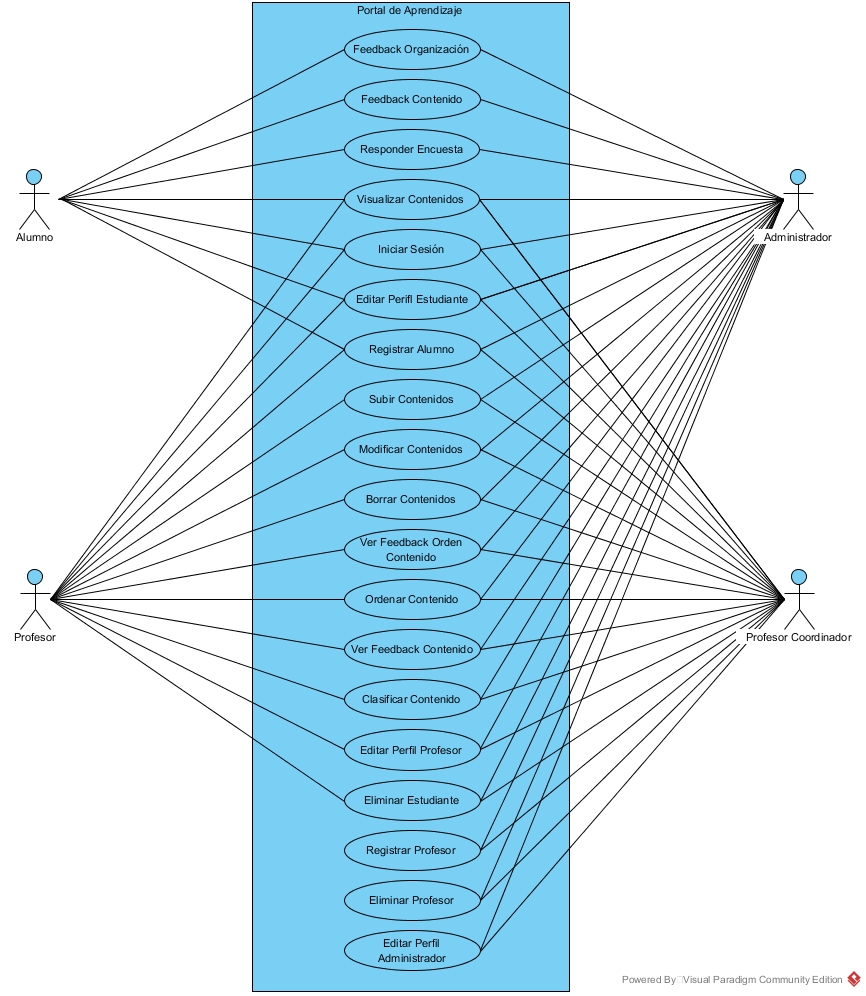 Portal de Aprendizaje
Feedback Organización
Feedback Contenido
Responder Encuesta
Visualizar Contenidos
Alumno
Administrador
Iniciar Sesión
Editar Perifl Estudiante
Registrar Alumno
Subir Contenidos
Modificar Contenidos
Borrar Contenidos
Ver Feedback Orden
Contenido
Ordenar Contenido
Profesor
Profesor Coordinador
Ver Feedback Contenido
Clasificar Contenido
Editar Perfil Profesor
Eliminar Estudiante
Registrar Profesor
Eliminar Profesor
Editar Perfil
Administrador
Powered By Visual Paradigm Community Edition